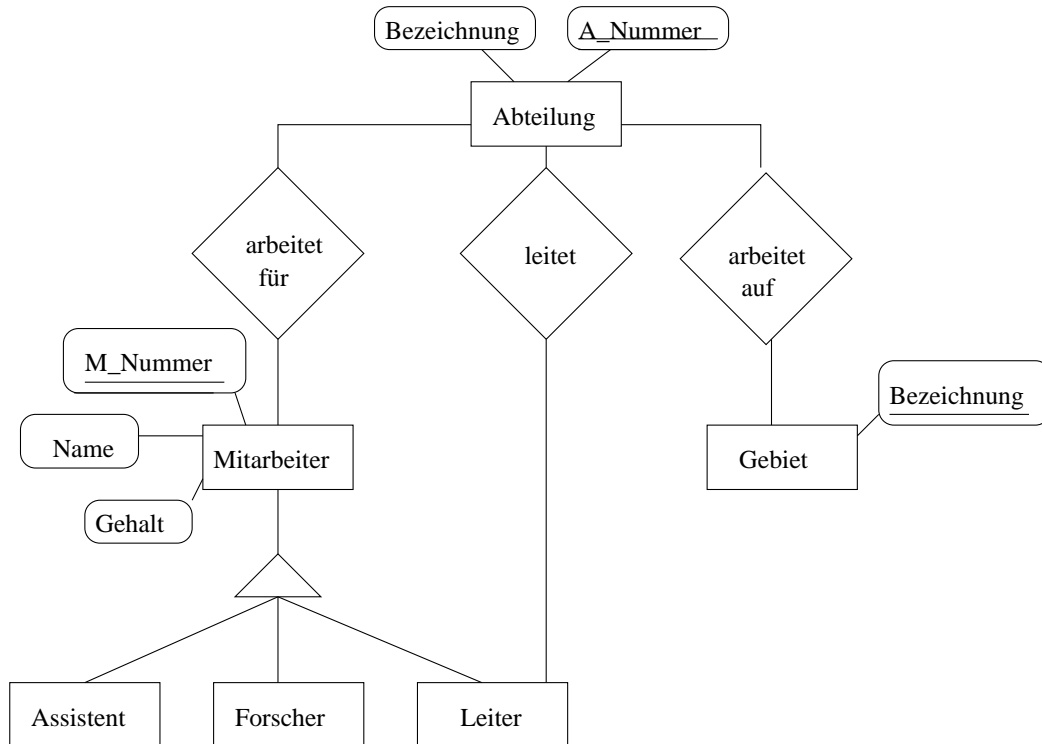 Bezeichnung
A_Nummer
Abteilung
arbeitet
für
leitet
arbeitet
auf
M_Nummer
Bezeichnung
Name
Mitarbeiter
Gebiet
Gehalt
Assistent
Forscher
Leiter